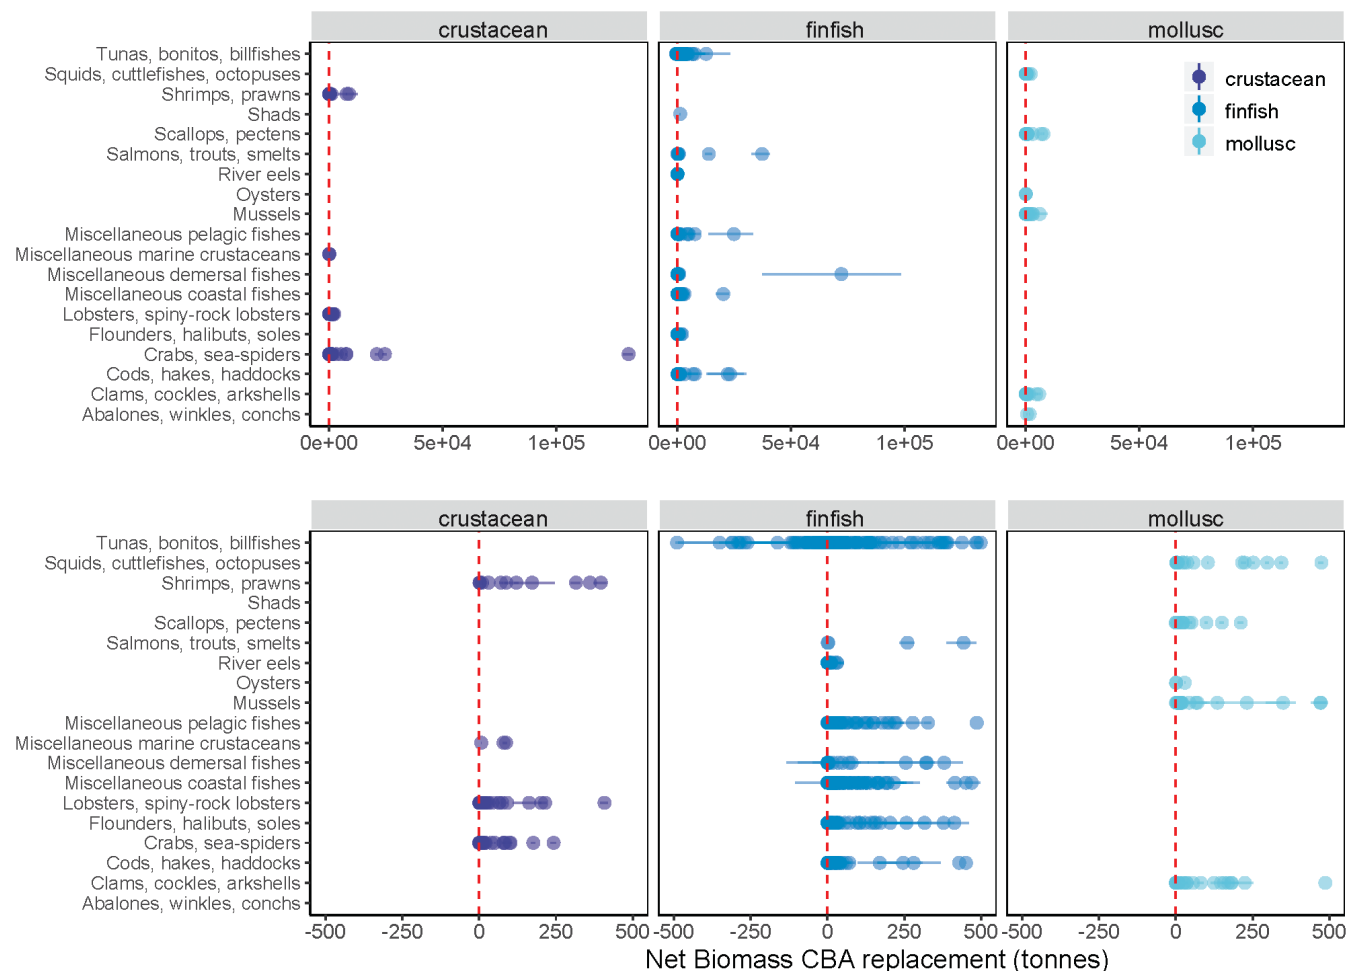 crustacean finfish mollusc
Tunas, bonitos, billfishes
Squids, cuttlefishes, octopuses
Shrimps, prawns
Shads
Scallops, pectens
Salmons, trouts, smelts
River eels
Oysters
Mussels
Miscellaneous pelagic fishes
Miscellaneous marine crustaceans
Miscellaneous demersal fishes
Miscellaneous coastal fishes
Lobsters, spiny-rock lobsters
Flounders, halibuts, soles
Crabs, sea-spiders
Cods, hakes, haddocks
Clams, cockles, arkshells
Abalones, winkles, conchs
crustacean
finfish
mollusc
0e+00 5e+04 1e+05 0e+00 5e+04 1e+05 0e+00 5e+04 1e+05
crustacean finfish mollusc
Tunas, bonitos, billfishes
Squids, cuttlefishes, octopuses
Shrimps, prawns
Shads
Scallops, pectens
Salmons, trouts, smelts
River eels
Oysters
Mussels
Miscellaneous pelagic fishes
Miscellaneous marine crustaceans
Miscellaneous demersal fishes
Miscellaneous coastal fishes
Lobsters, spiny-rock lobsters
Flounders, halibuts, soles
Crabs, sea-spiders
Cods, hakes, haddocks
Clams, cockles, arkshells
Abalones, winkles, conchs
-500 -250 0 250 500 -500 -250 0 250 500 -500 -250 0 250 500
Net Biomass CBA replacement (tonnes)